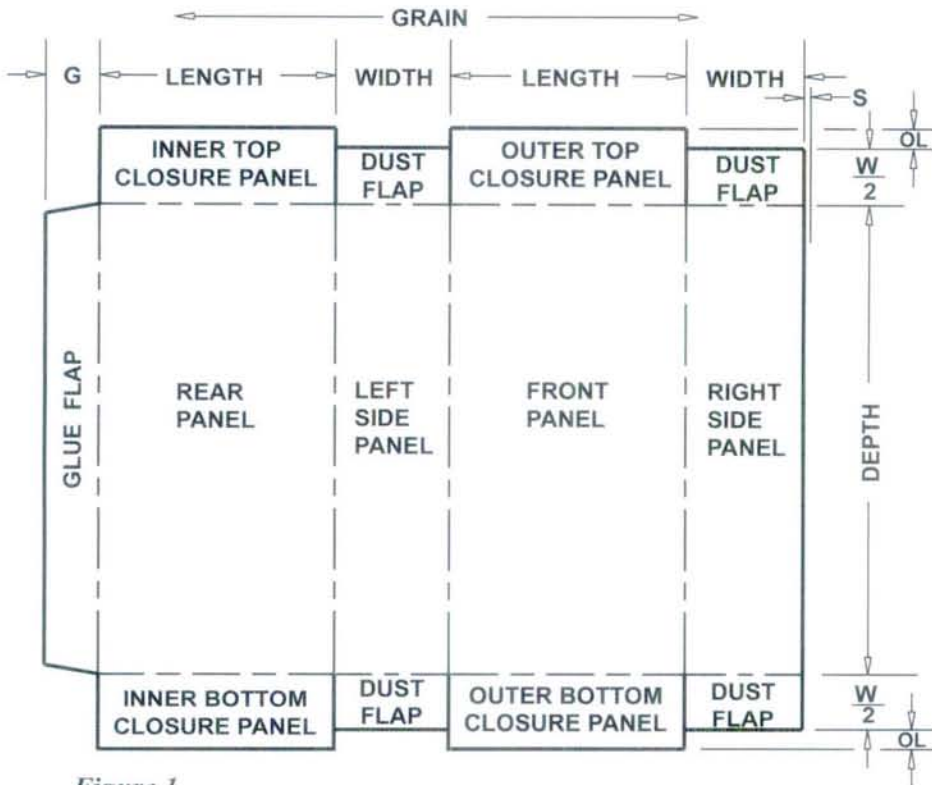 GRAIN
G
LENGTH
WIDTH
LENGTH
WIDTH
S
INNER TOP
CLOSURE PANEL
DUST
FLAP
OUTER TOP
CLOSURE PANEL
DUST
FLAP
OL
W
2
GLUE FLAP
REAR
PANEL
LEFT
SIDE
PANEL
FRONT
PANEL
RIGHT
SIDE
PANEL
DEPTH
INNER BOTTOM
CLOSURE PANEL
DUST
FLAP
OUTER BOTTOM
CLOSURE PANEL
DUST
FLAP
W
2
OL
Figure 1